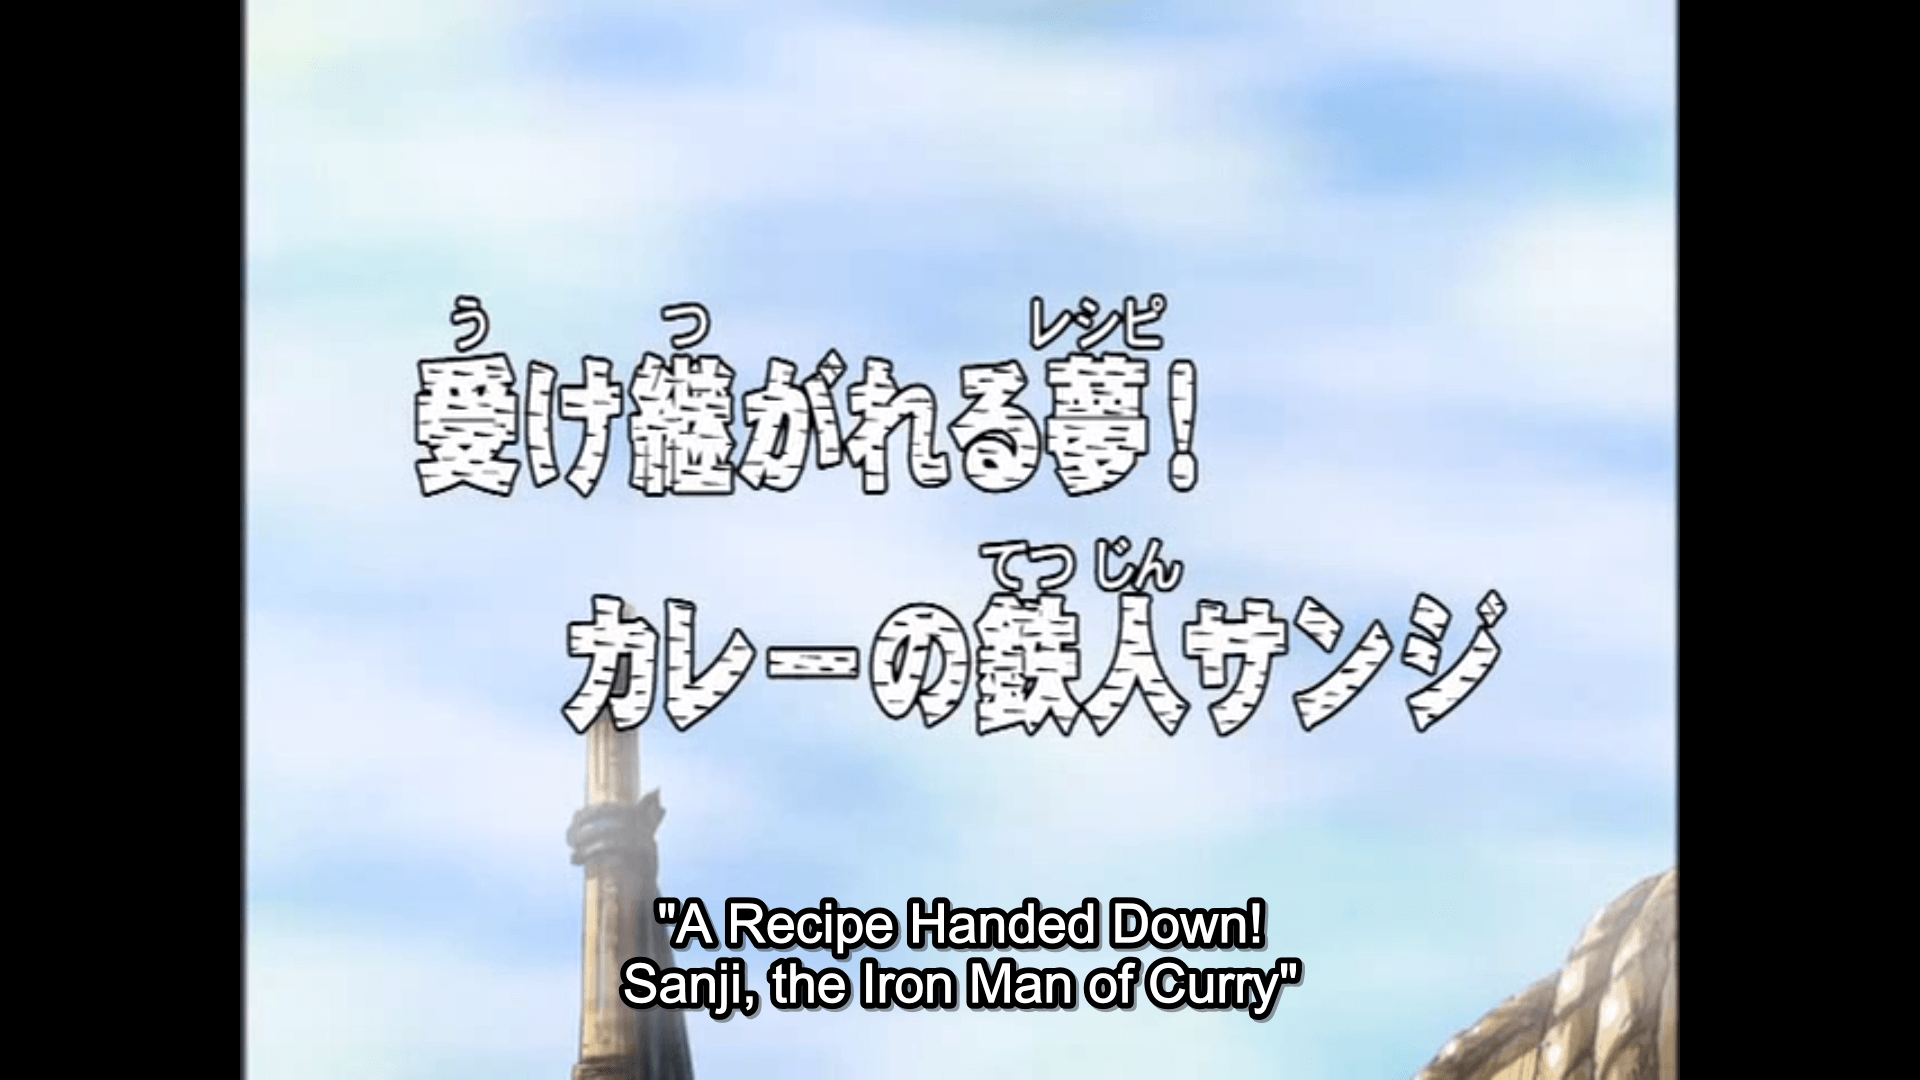 う つ レシピ
受け継がれる夢!
てつ じん
カレーの鉄人サンジ
"A Recipe Handed Down!
Sanji, the Iron Man of Curry"